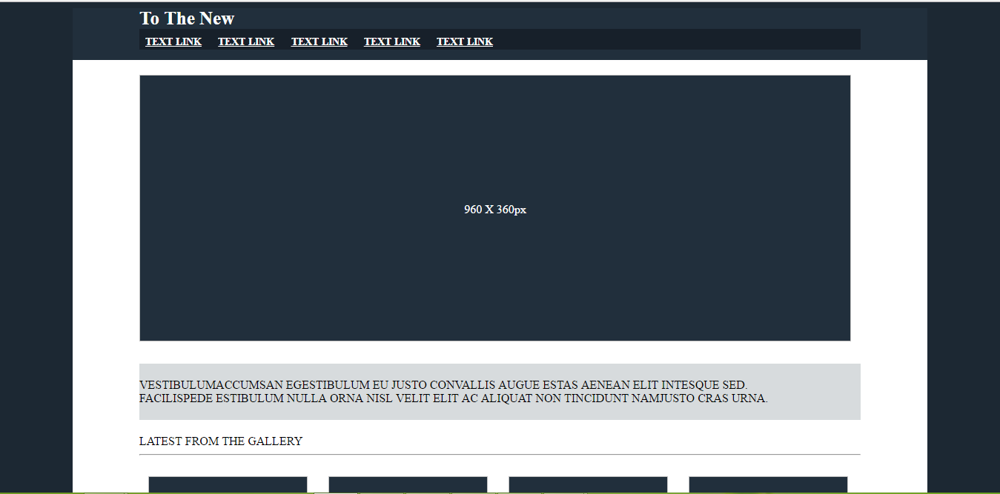 To The New
TEXT LINK TEXT LINK TEXT LINK TEXT LINK TEXT LINK
960 X 360px
VESTIBULUMACCUMSAN EGESTIBULUM EU JUSTO CONVALLIS AUGUE ESTAS AENEAN ELIT INTESQUE SED.
FACILISPEDE ESTIBULUM NULLA ORNA NISL VELIT ELIT AC ALIQUAT NON TINCIDUNT NAMJUSTO CRAS URNA.
LATEST FROM THE GALLERY